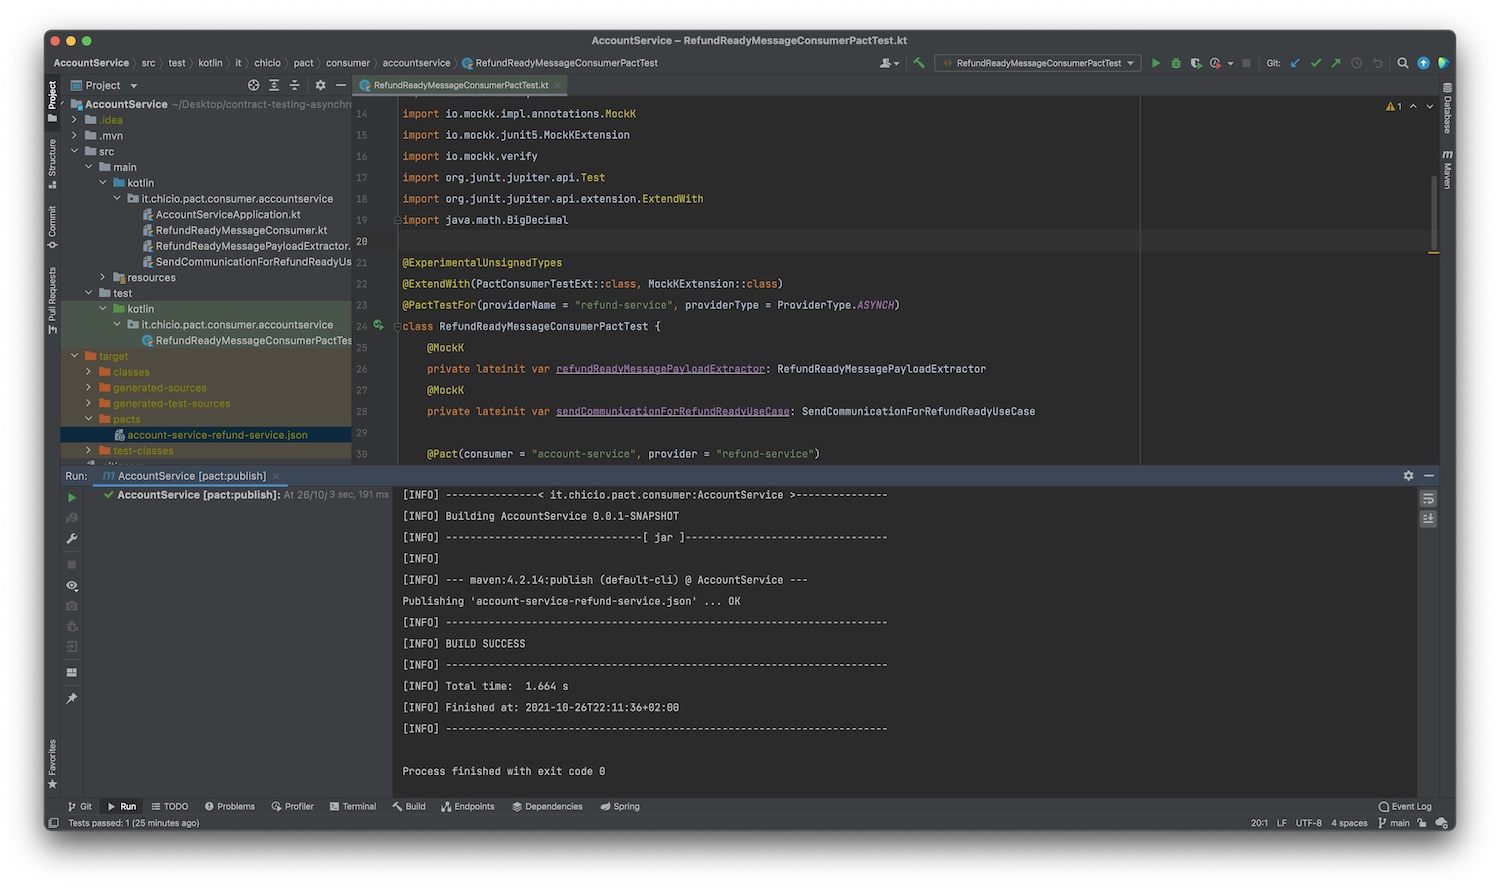 AccountService – RefundReadyMessageConsumerPactTest.kt
AccountService src test kotlin it chicio pact consumer accountservice RefundReadyMessageConsumerPactTest
RefundReadyMessageConsumerPactTest Git:
Project
RefundReadyMessageConsumerPactTest.kt
Project
Structure
Commit
Pull Requests
Favorites
AccountService ~/Desktop/contract-testing-asynchr
.idea
.mvn
src
main
kotlin
it.chicio.pact.consumer.accountservice
AccountServiceApplication.kt
RefundReadyMessageConsumer.kt
RefundReadyMessagePayloadExtractor.
SendCommunicationForRefundReadyUs
resources
test
kotlin
it.chicio.pact.consumer.accountservice
RefundReadyMessageConsumerPactTes
target
classes
generated-sources
generated-test-sources
pacts
account-service-refund-service.json
test-classes
1
Database
Maven
14 import io.mockk.impl.annotations.MockK
15 import io.mockk.junit5.MockKExtension
16 import io.mockk.verify
17 import org.junit.jupiter.api.Test
18 import org.junit.jupiter.api.extension.ExtendWith
19 import java.math.BigDecimal
20
21 @ExperimentalUnsignedTypes
22 @ExtendWith(PactConsumerTestExt::class, MockKExtension::class)
23 @PactTestFor(providerName = "refund-service", providerType = ProviderType.ASYNCH)
24 class RefundReadyMessageConsumerPactTest {
25 @MockK
26 private lateinit var refundReadyMessagePayloadExtractor: RefundReadyMessagePayloadExtractor
27 @MockK
28 private lateinit var sendCommunicationForRefundReadyUseCase: SendCommunicationForRefundReadyUseCase
29
30 @Pact(consumer = "account-service", provider = "refund-service")
Run: AccountService [pact:publish]
AccountService [pact:publish]: At 26/10/ 3 sec, 191 ms
[INFO] ---------------< it.chicio.pact.consumer:AccountService >---------------
[INFO] Building AccountService 0.0.1-SNAPSHOT
[INFO] --------------------------------[ jar ]---------------------------------
[INFO]
[INFO] --- maven:4.2.14:publish (default-cli) @ AccountService ---
Publishing 'account-service-refund-service.json' ... OK
[INFO] ------------------------------------------------------------------------
[INFO] BUILD SUCCESS
[INFO] ------------------------------------------------------------------------
[INFO] Total time:  1.664 s
[INFO] Finished at: 2021-10-26T22:11:36+02:00
[INFO] ------------------------------------------------------------------------
Process finished with exit code 0
Git Run TODO Problems Profiler Terminal Build Endpoints Dependencies Spring Event Log
Tests passed: 1 (25 minutes ago) 20:1 LF UTF-8 4 spaces main